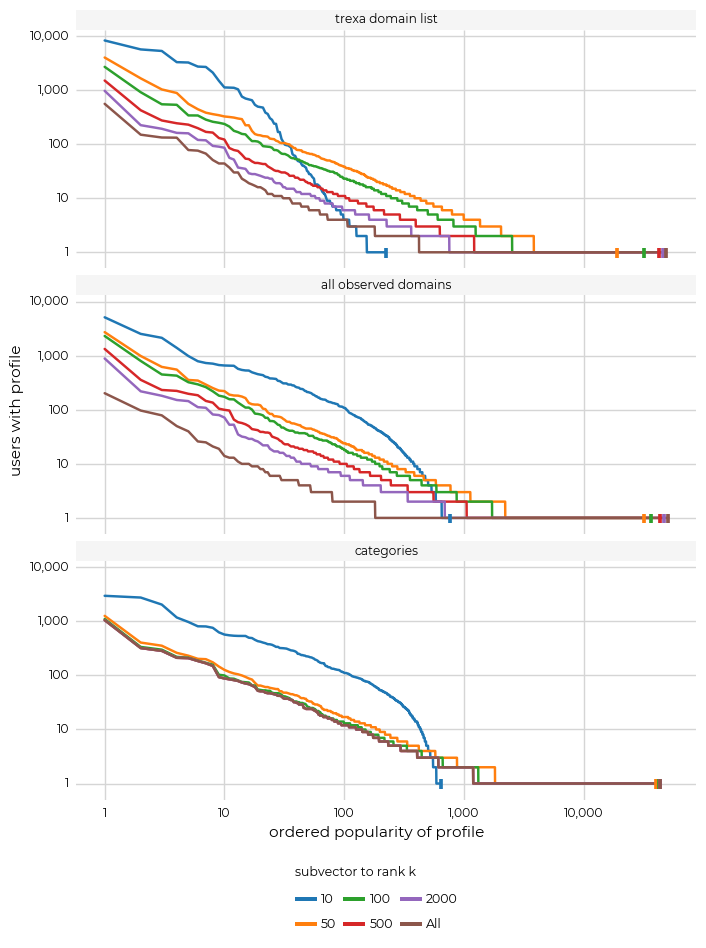 trexa domain list
10,000
1,000
100
10
1
all observed domains
10,000
1,000
100
10
1
users with profile
categories
10,000
1,000
100
10
1
1 10 100 1,000 10,000
ordered popularity of profile
subvector to rank k
10 100 2000
50 500 All